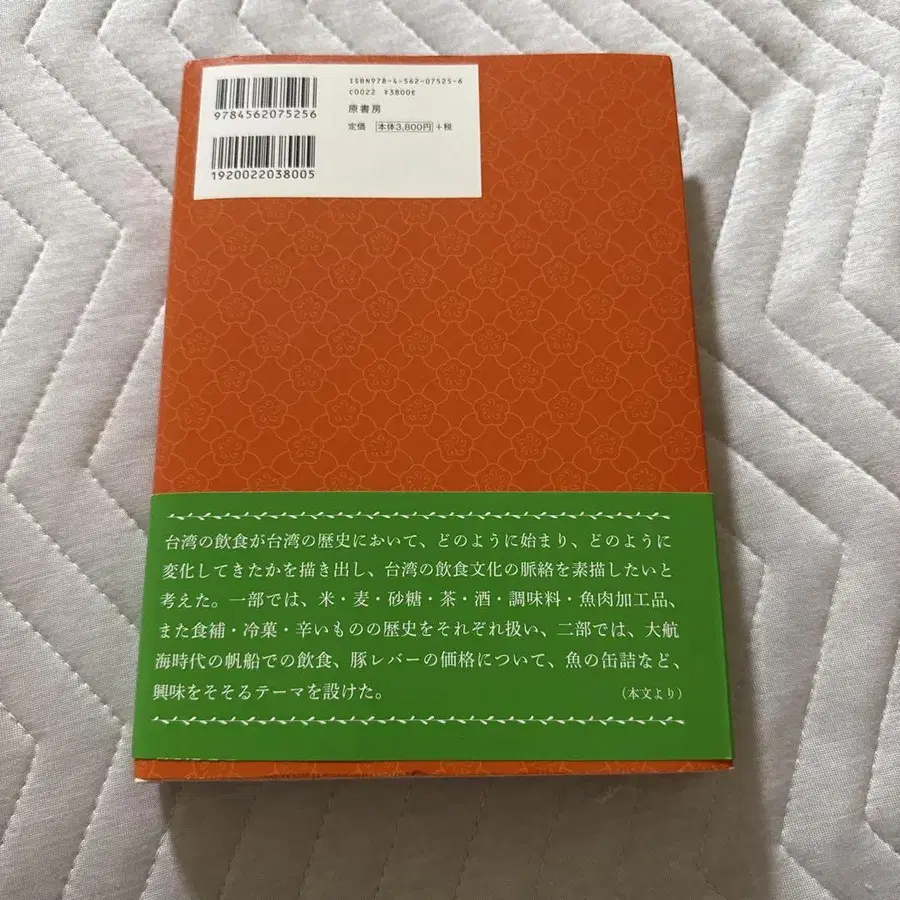 ISBN978-4-562-07525-6
C0022 ¥3800E
原書房
定価 本体3,800円 +税
9784562075256
1920022038005
台湾の飲食が台湾の歴史において、どのように始まり、どのように
変化してきたかを描き出し、台湾の飲食文化の脈絡を素描したいと
考えた。一部では、米・麦・砂糖・茶・酒・調味料・魚肉加工品、
また食補・冷菓・辛いものの歴史をそれぞれ扱い、二部では、大航
海時代の帆船での飲食、豚レバーの価格について、魚の缶詰など、
興味をそそるテーマを設けた。
（本文より）